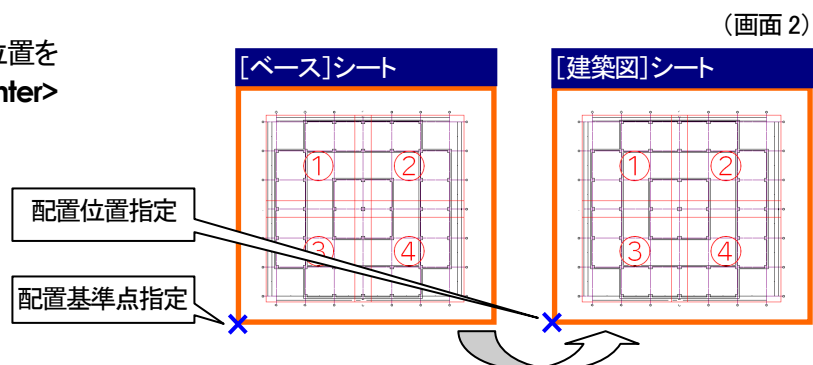 （画面 2）
位置を
nter>
[ベース]シート
[建築図]シート
① ②
① ②
配置位置指定
③ ④
③ ④
配置基準点指定